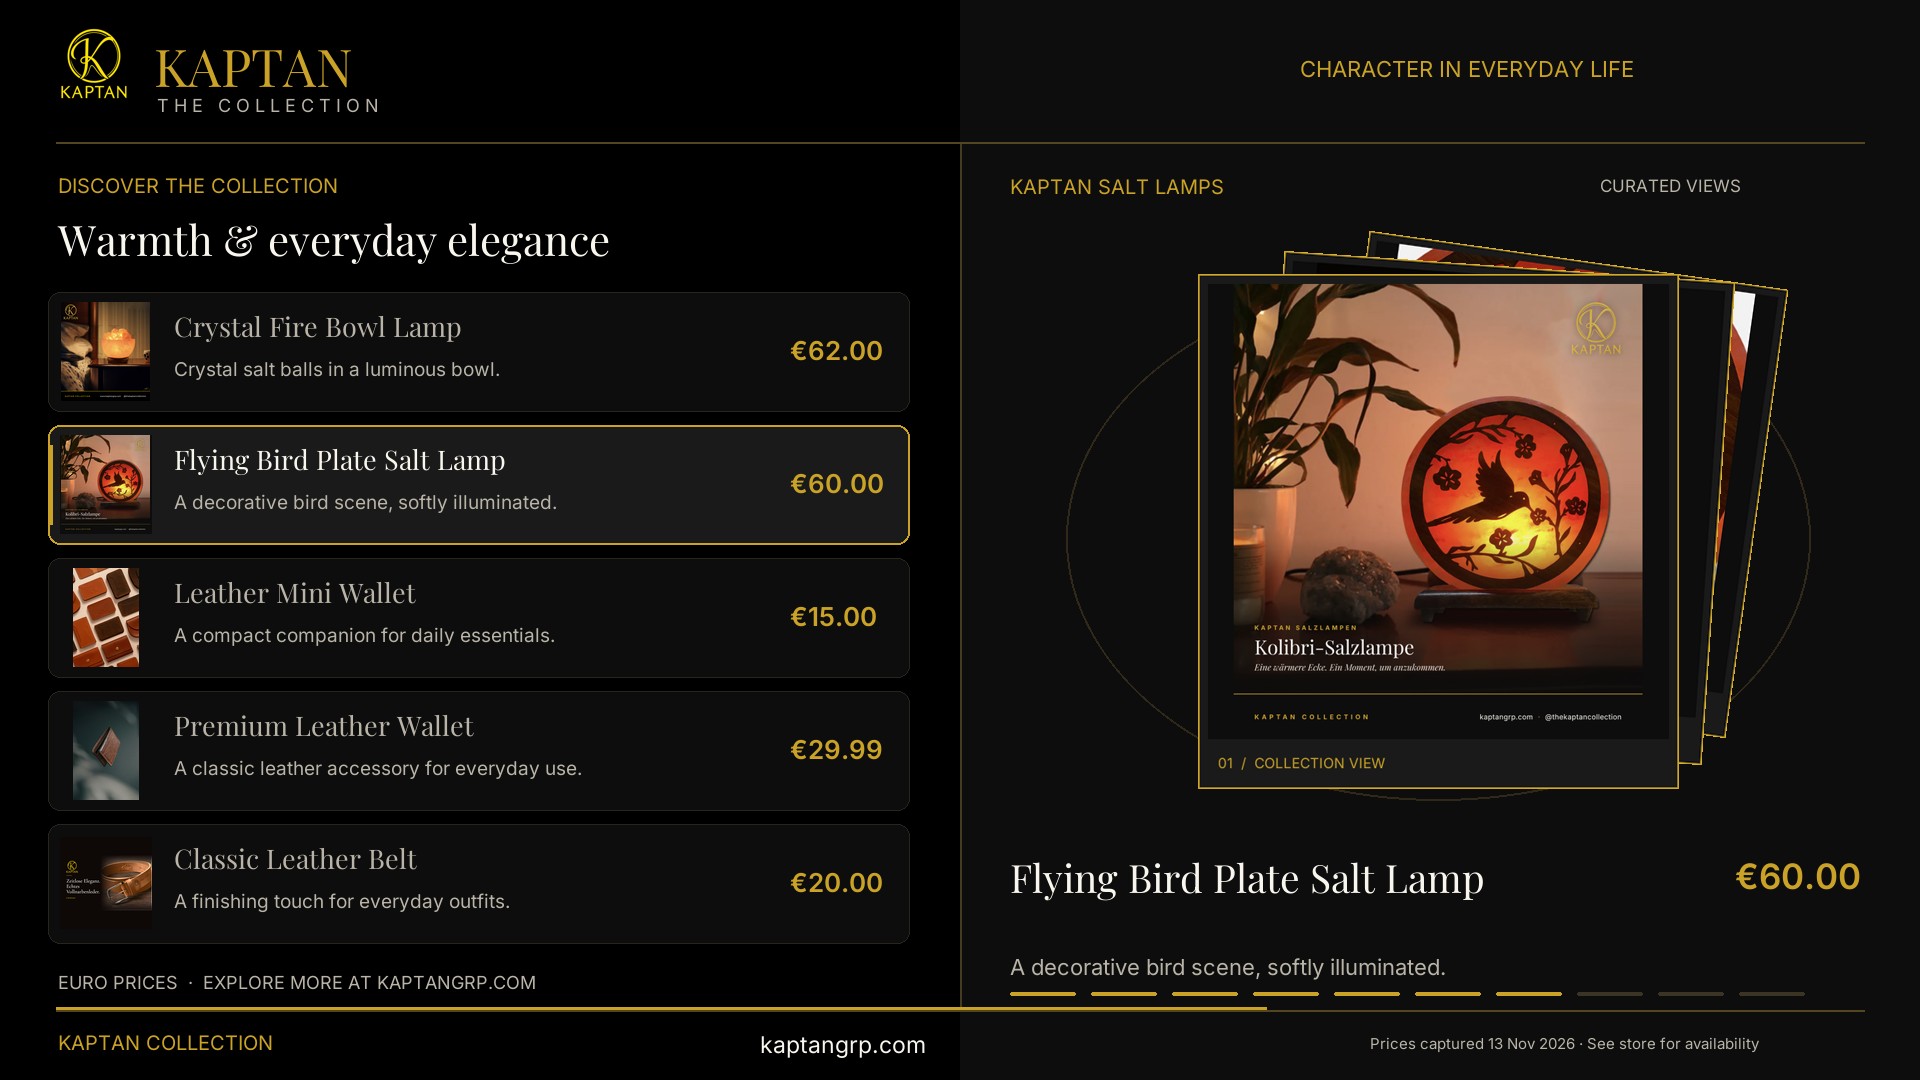 KAPTAN
KAPTAN
THE COLLECTION
CHARACTER IN EVERYDAY LIFE
DISCOVER THE COLLECTION
Warmth & everyday elegance
Crystal Fire Bowl Lamp
Crystal salt balls in a luminous bowl.
€62.00
Flying Bird Plate Salt Lamp
A decorative bird scene, softly illuminated.
€60.00
Leather Mini Wallet
A compact companion for daily essentials.
€15.00
Premium Leather Wallet
A classic leather accessory for everyday use.
€29.99
Classic Leather Belt
A finishing touch for everyday outfits.
€20.00
EURO PRICES · EXPLORE MORE AT KAPTANGRP.COM
KAPTAN SALT LAMPS
CURATED VIEWS
KAPTAN
KAPTAN SALZLAMPEN
Kolibri-Salzlampe
Eine wärmere Ecke. Ein Moment, um anzukommen.
KAPTAN COLLECTION
kaptangrp.com · @thekaptancollection
01 / COLLECTION VIEW
Flying Bird Plate Salt Lamp
€60.00
A decorative bird scene, softly illuminated.
KAPTAN COLLECTION
kaptangrp.com
Prices captured 13 Nov 2026 · See store for availability